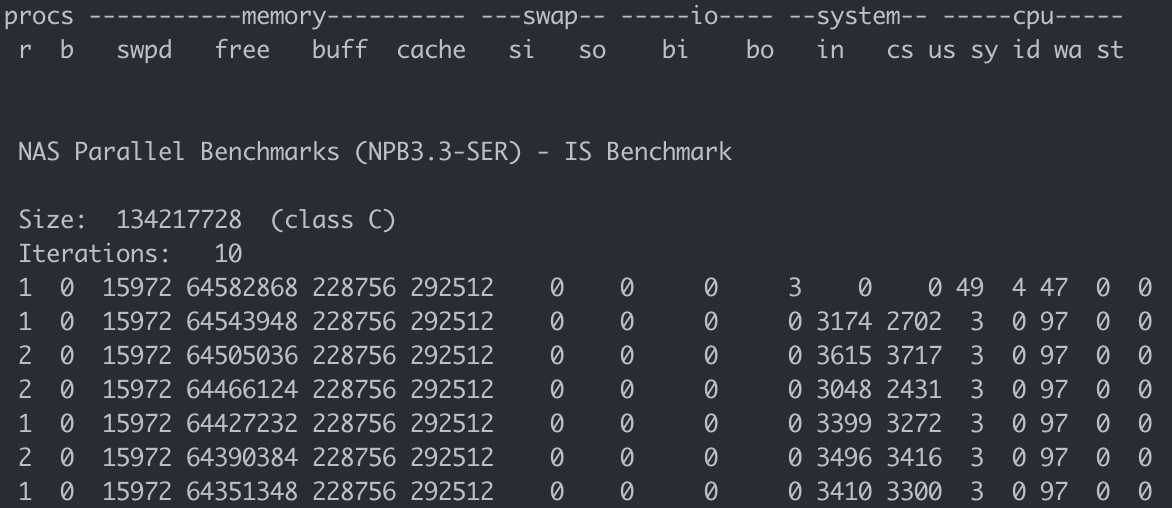 procs -----------memory---------- ---swap-- -----io---- --system-- -----cpu-----
 r  b   swpd   free   buff  cache   si   so    bi    bo   in   cs us sy id wa st
 NAS Parallel Benchmarks (NPB3.3-SER) - IS Benchmark
 Size:  134217728  (class C)
 Iterations:   10
 1  0  15972 64582868 228756 292512    0    0     0     3    0    0 49  4 47  0  0
 1  0  15972 64543948 228756 292512    0    0     0     0 3174 2702  3  0 97  0  0
 2  0  15972 64505036 228756 292512    0    0     0     0 3615 3717  3  0 97  0  0
 2  0  15972 64466124 228756 292512    0    0     0     0 3048 2431  3  0 97  0  0
 1  0  15972 64427232 228756 292512    0    0     0     0 3399 3272  3  0 97  0  0
 2  0  15972 64390384 228756 292512    0    0     0     0 3496 3416  3  0 97  0  0
 1  0  15972 64351348 228756 292512    0    0     0     0 3410 3300  3  0 97  0  0